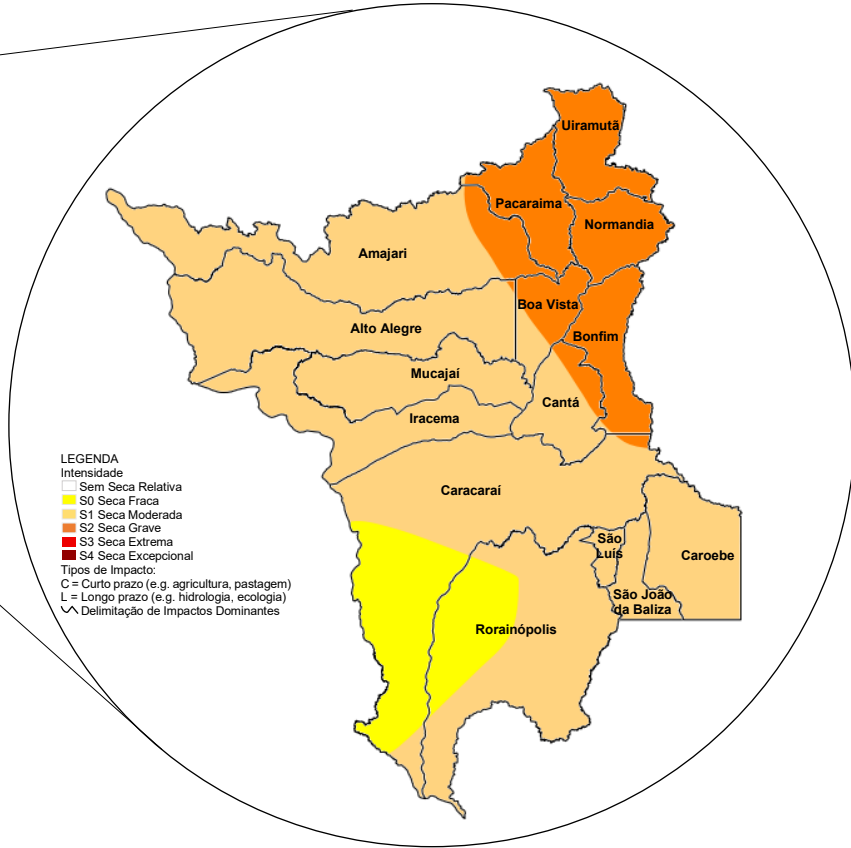 Uiramutã
Pacaraima
Normandia
Amajari
Boa Vista
Alto Alegre
Bonfim
Mucajaí
Cantá
Iracema
LEGENDA
Intensidade
Sem Seca Relativa
S0 Seca Fraca
S1 Seca Moderada
S2 Seca Grave
S3 Seca Extrema
S4 Seca Excepcional
Tipos de Impacto:
C = Curto prazo (e.g. agricultura, pastagem)
L = Longo prazo (e.g. hidrologia, ecologia)
Delimitação de Impactos Dominantes
Caracaraí
São
Luís
Caroebe
São João
da Baliza
Rorainópolis